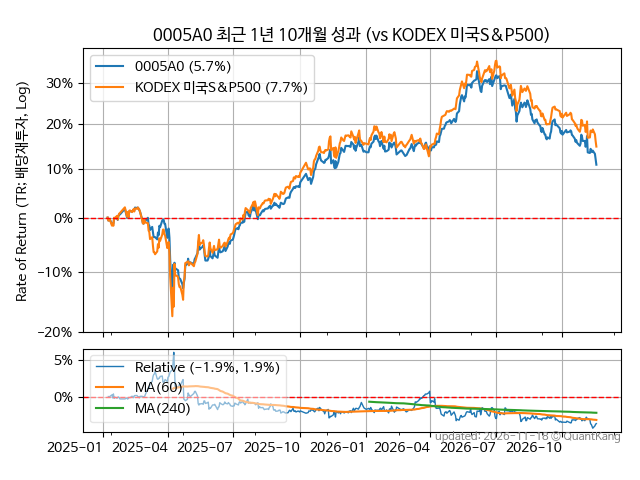 0005A0 최근 1년 10개월 성과 (vs KODEX 미국S&P500)
0005A0 (5.7%)
KODEX 미국S&P500 (7.7%)
Rate of Return (TR: 배당재투자, Log)
30%
20%
10%
0%
−10%
−20%
Relative (−1.9%, 1.9%)
MA(60)
MA(240)
5%
0%
2025-01
2025-04
2025-07
2025-10
2026-01
2026-04
2026-07
2026-10
updated: 2026-11-18 © QuantKang